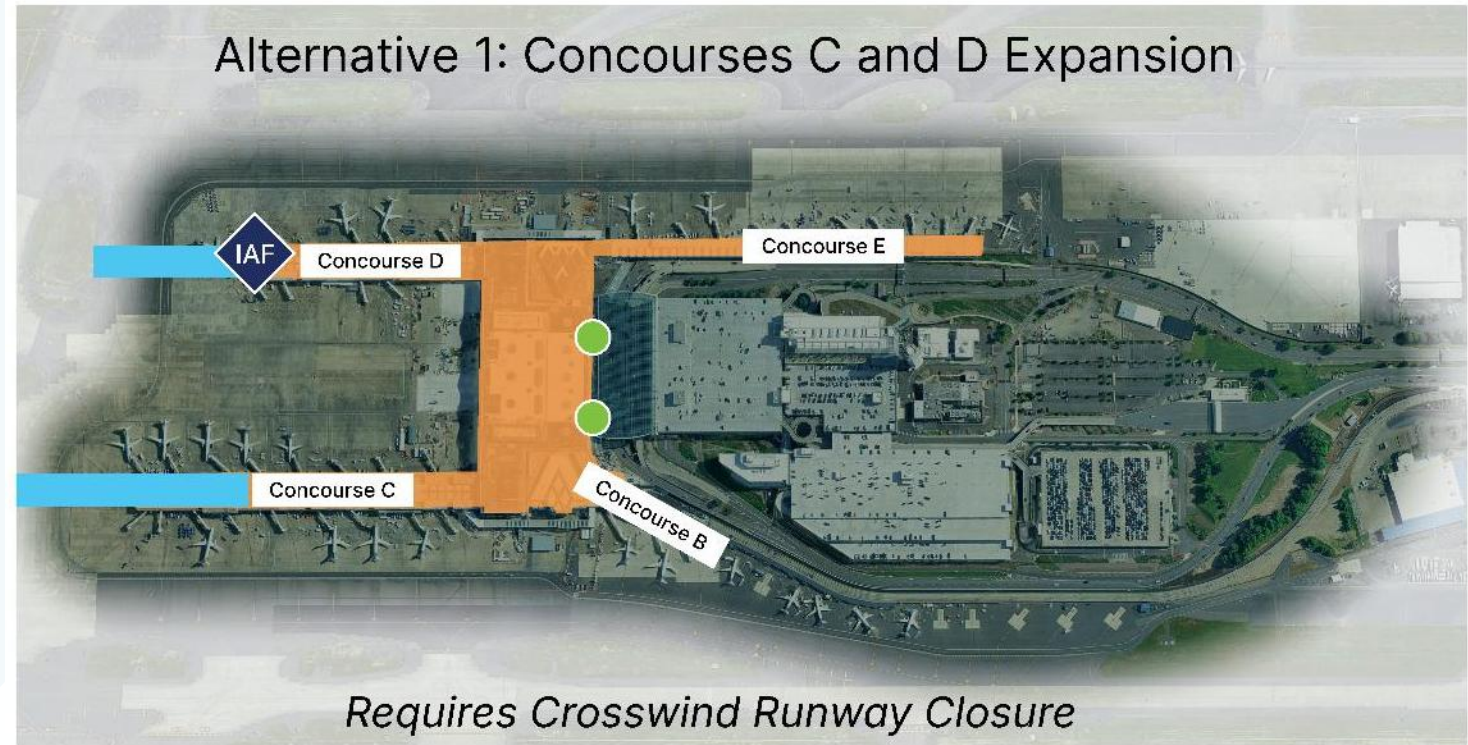 Alternative 1: Concourses C and D Expansion
IAF
Concourse D
Concourse E
Concourse C
Concourse B
Requires Crosswind Runway Closure